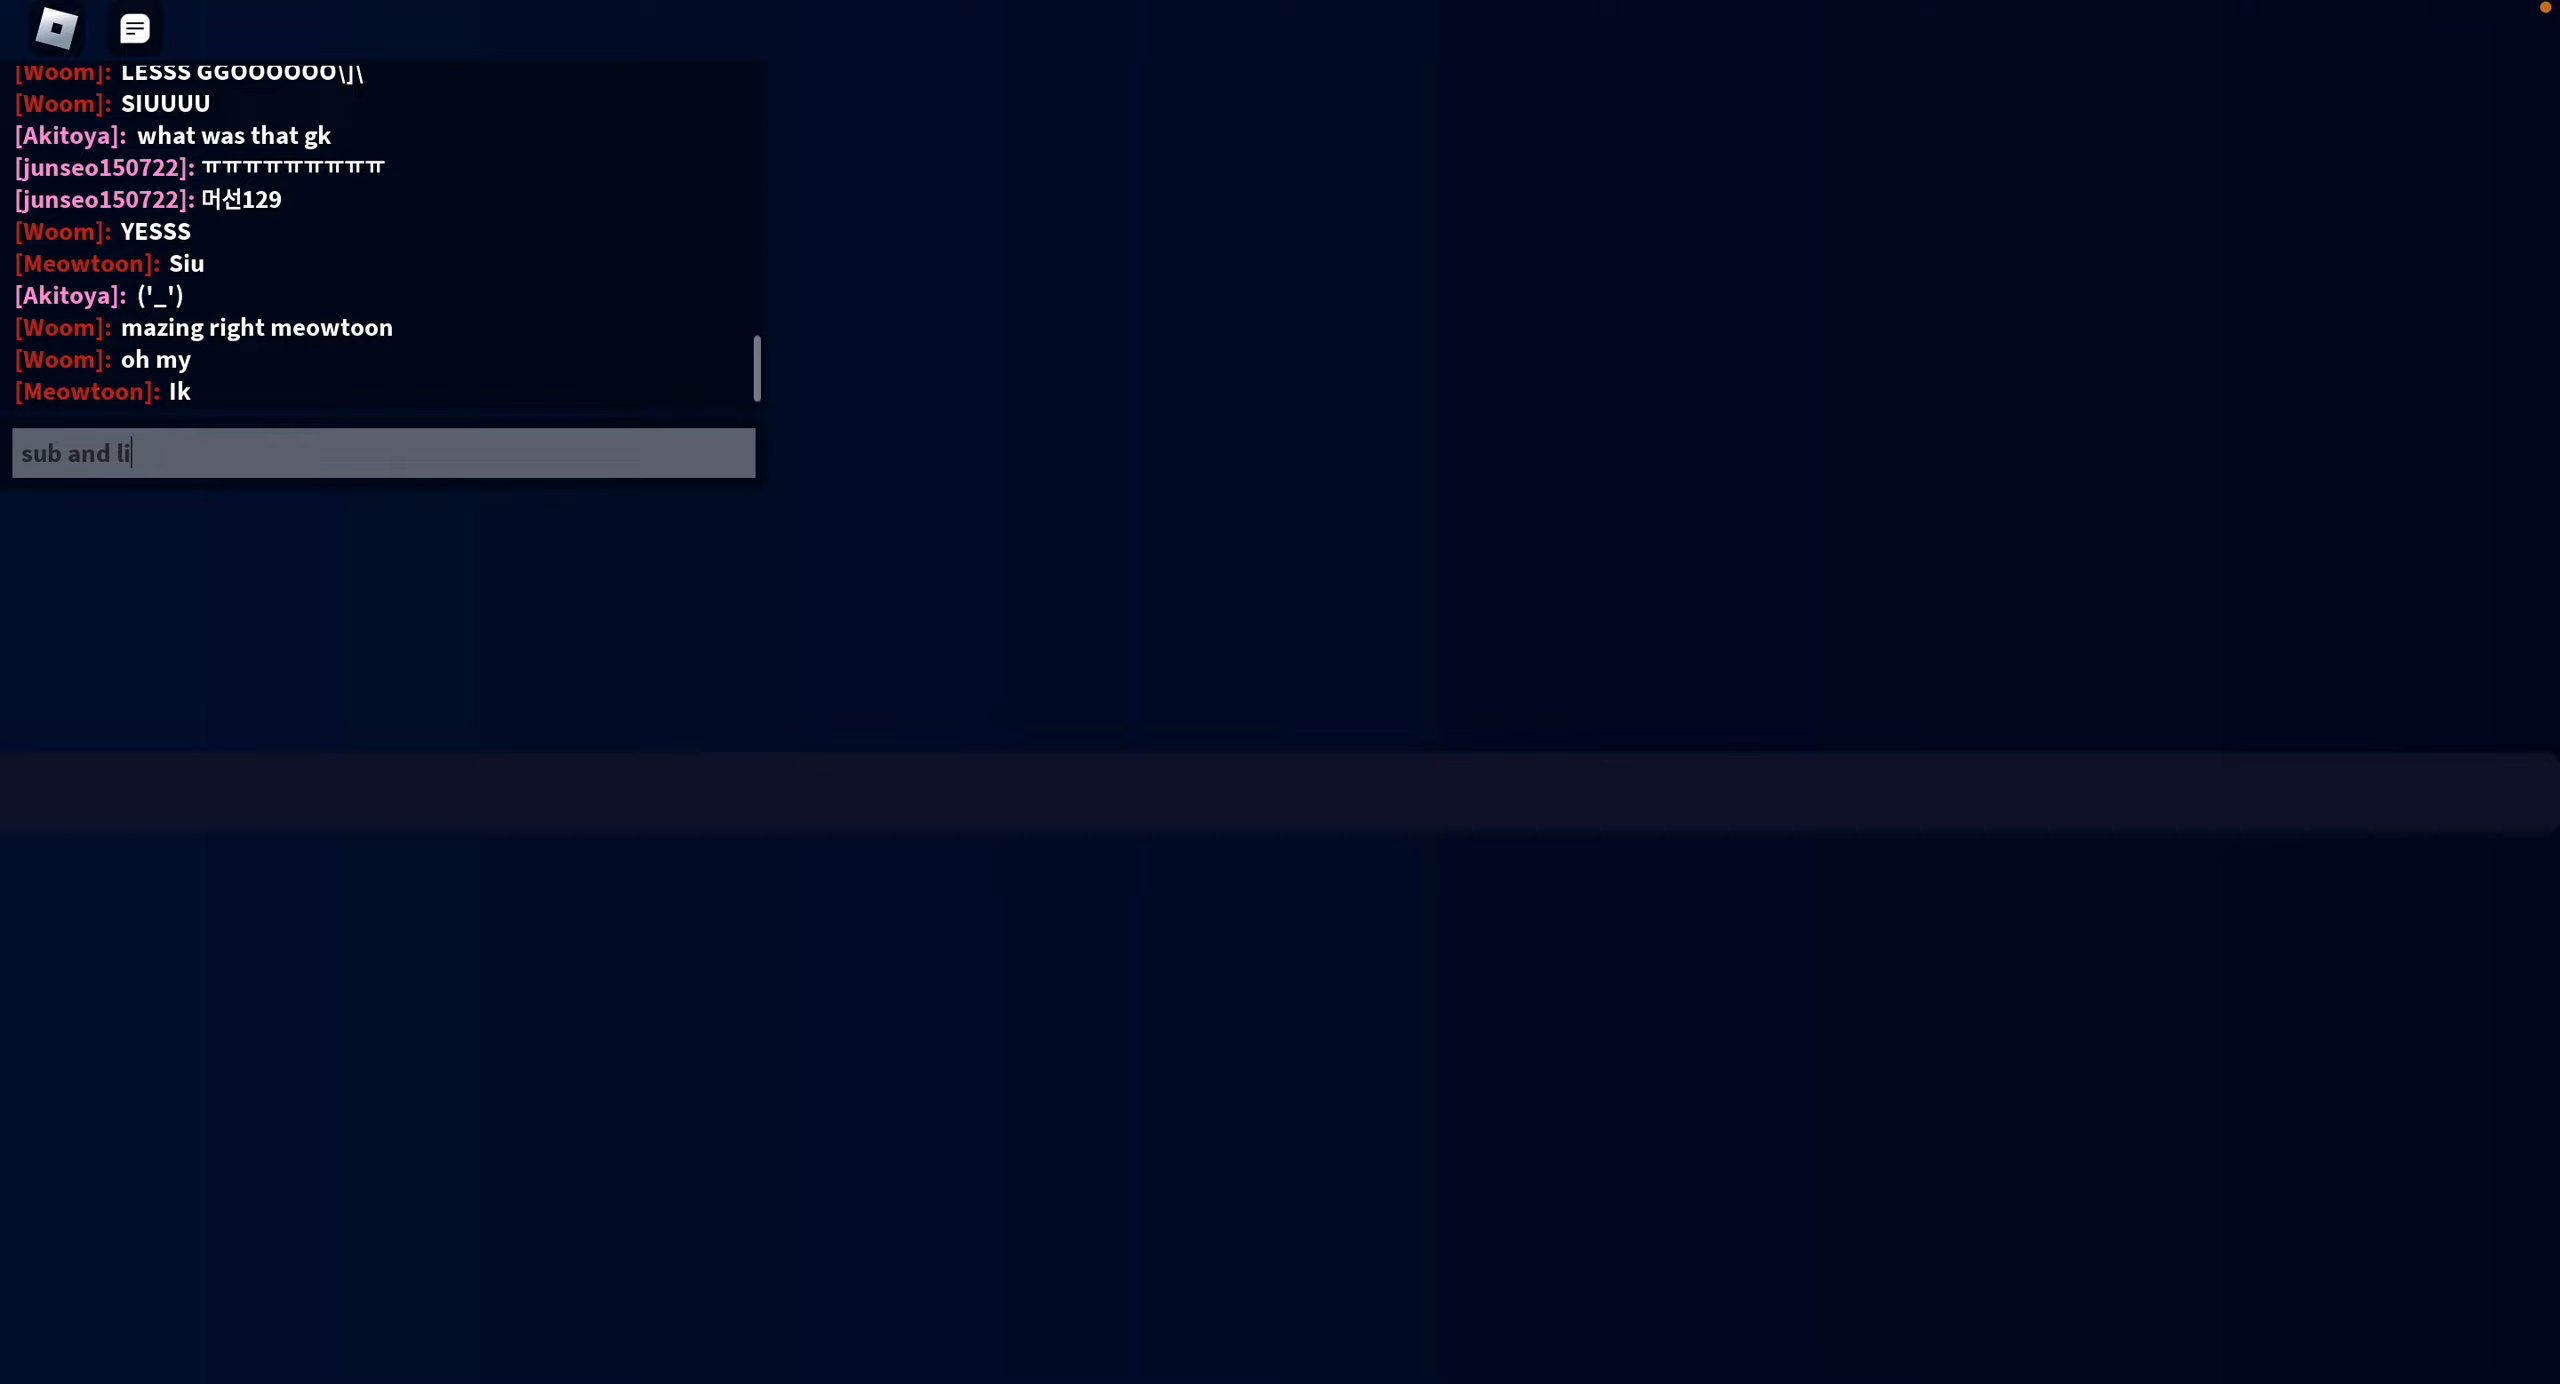 [Woom]: LESSS GGOOOOOO\]\
[Woom]: SIUUUU
[Akitoya]: what was that gk
[junseo150722]: ㅠㅠㅠㅠㅠㅠㅠㅠㅠ
[junseo150722]: 머선129
[Woom]: YESSS
[Meowtoon]: Siu
[Akitoya]: ('_')
[Woom]: mazing right meowtoon
[Woom]: oh my
[Meowtoon]: Ik
sub and li